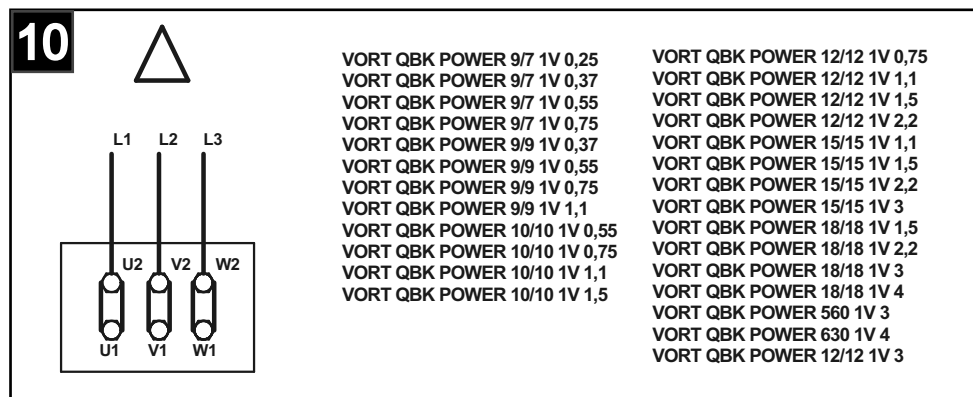 10
L1 L2 L3
U2 V2 W2
U1 V1 W1
VORT QBK POWER 9/7 1V 0,25
VORT QBK POWER 9/7 1V 0,37
VORT QBK POWER 9/7 1V 0,55
VORT QBK POWER 9/7 1V 0,75
VORT QBK POWER 9/9 1V 0,37
VORT QBK POWER 9/9 1V 0,55
VORT QBK POWER 9/9 1V 0,75
VORT QBK POWER 9/9 1V 1,1
VORT QBK POWER 10/10 1V 0,55
VORT QBK POWER 10/10 1V 0,75
VORT QBK POWER 10/10 1V 1,1
VORT QBK POWER 10/10 1V 1,5
VORT QBK POWER 12/12 1V 0,75
VORT QBK POWER 12/12 1V 1,1
VORT QBK POWER 12/12 1V 1,5
VORT QBK POWER 12/12 1V 2,2
VORT QBK POWER 15/15 1V 1,1
VORT QBK POWER 15/15 1V 1,5
VORT QBK POWER 15/15 1V 2,2
VORT QBK POWER 15/15 1V 3
VORT QBK POWER 18/18 1V 1,5
VORT QBK POWER 18/18 1V 2,2
VORT QBK POWER 18/18 1V 3
VORT QBK POWER 18/18 1V 4
VORT QBK POWER 560 1V 3
VORT QBK POWER 630 1V 4
VORT QBK POWER 12/12 1V 3